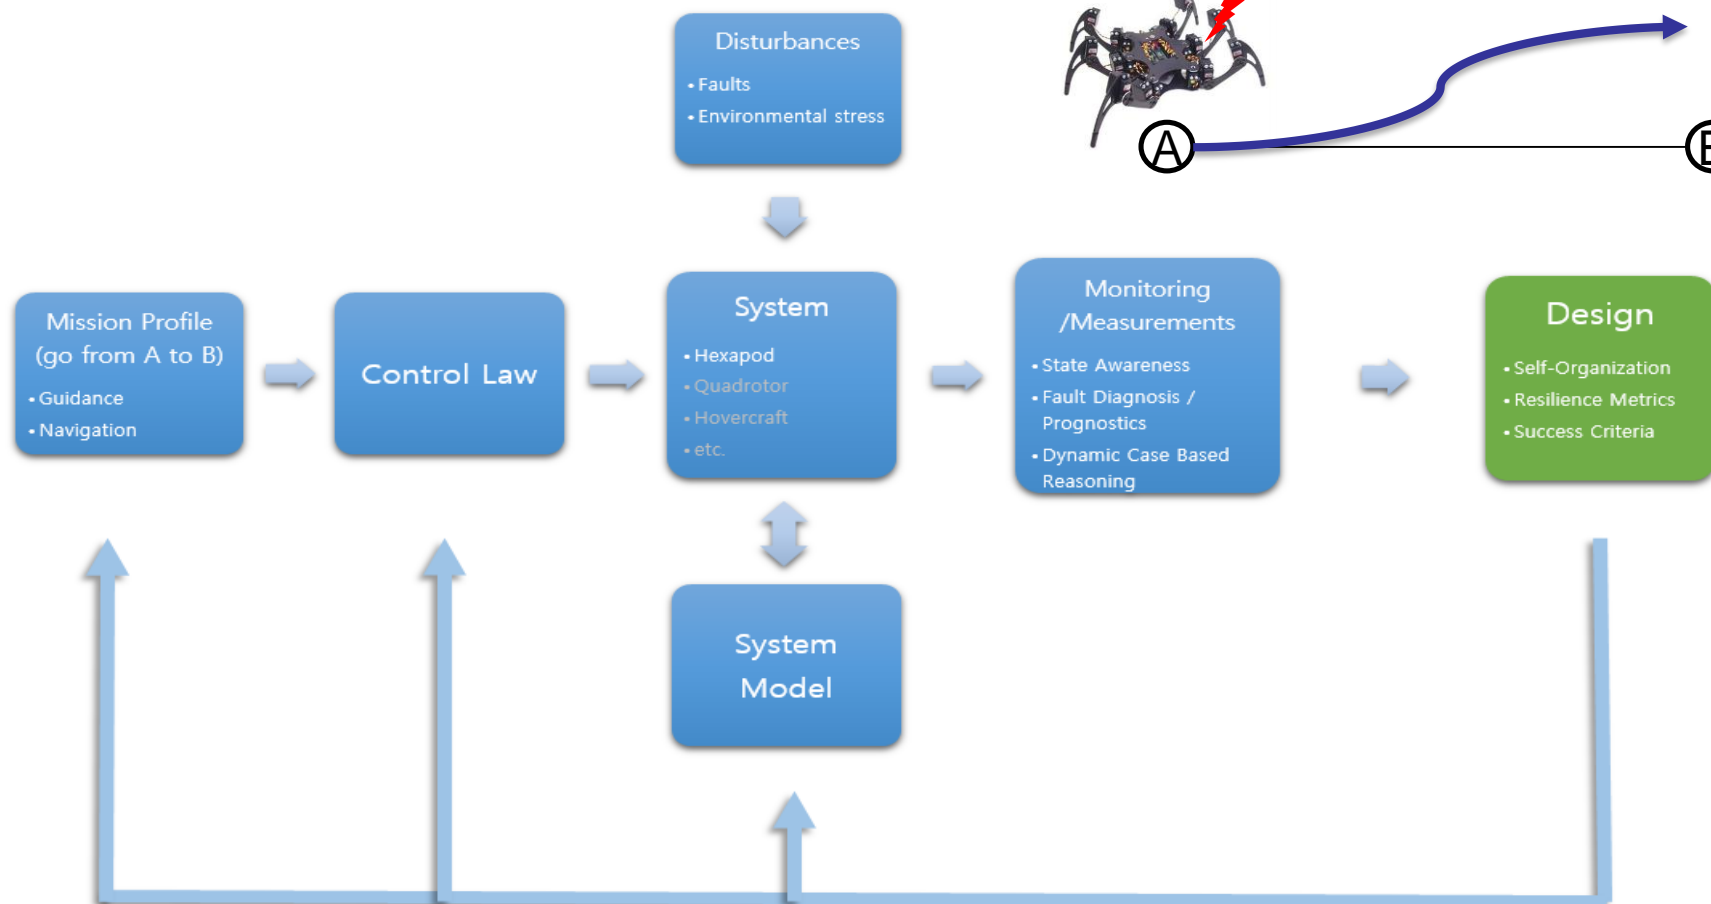 Disturbances
• Faults
• Environmental stress
A
B
Mission Profile
(go from A to B)
• Guidance
• Navigation
Control Law
System
• Hexapod
• Quadrotor
• Hovercraft
• etc.
Monitoring
/Measurements
• State Awareness
• Fault Diagnosis /
Prognostics
• Dynamic Case Based
Reasoning
Design
• Self-Organization
• Resilience Metrics
• Success Criteria
System
Model